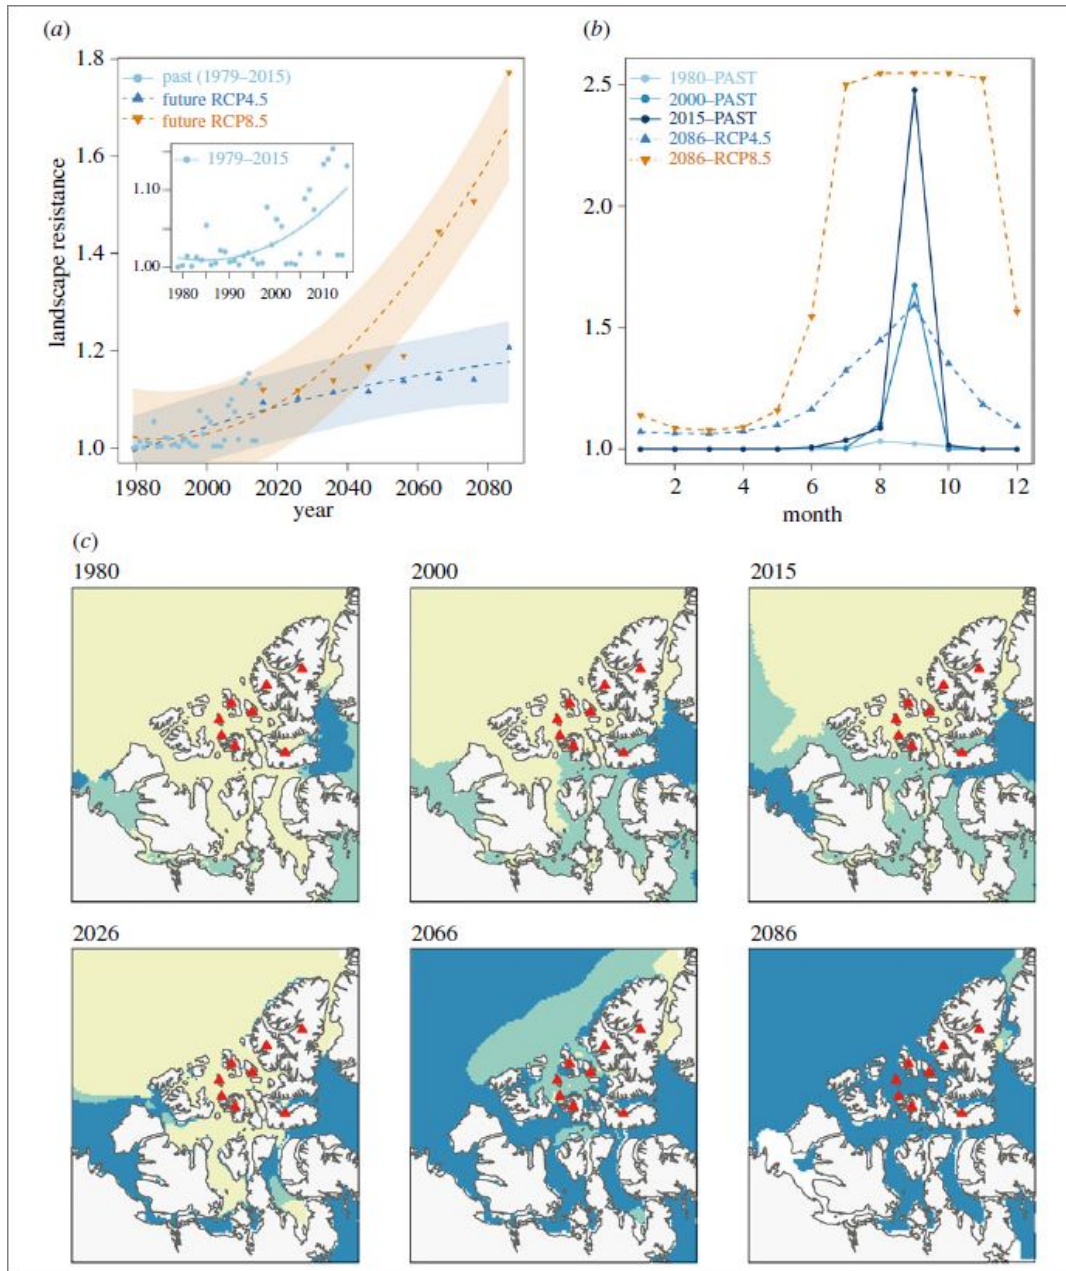 (a)
1.8
1.6
1.4
1.2
1.0
landscape resistance
past (1979–2015)
future RCP4.5
future RCP8.5
1979–2015
1.10
1.00
1980 1990 2000 2010
1980 2000 2020 2040 2060 2080
year
(b)
2.5
2.0
1.5
1.0
1980–PAST
2000–PAST
2015–PAST
2086–RCP4.5
2086–RCP8.5
2 4 6 8 10 12
month
(c)
1980 2000 2015
2026 2066 2086